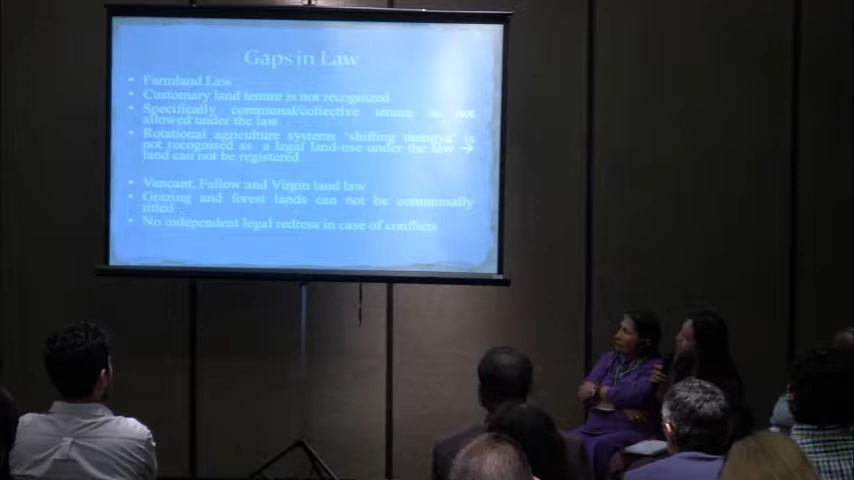 Gaps in Law
• Farmland Law
• Customary land tenure is not recognized
• Specifically communal/collective tenure is not
allowed under the law
• Rotational agriculture systems "shifting taungya" is
not recognised as a legal land-use under the law →
land can not be registered
• Vancant, Fallow and Virgin land law
• Grazing and forest lands can not be communally
titled
• No independent legal redress in case of conflicts